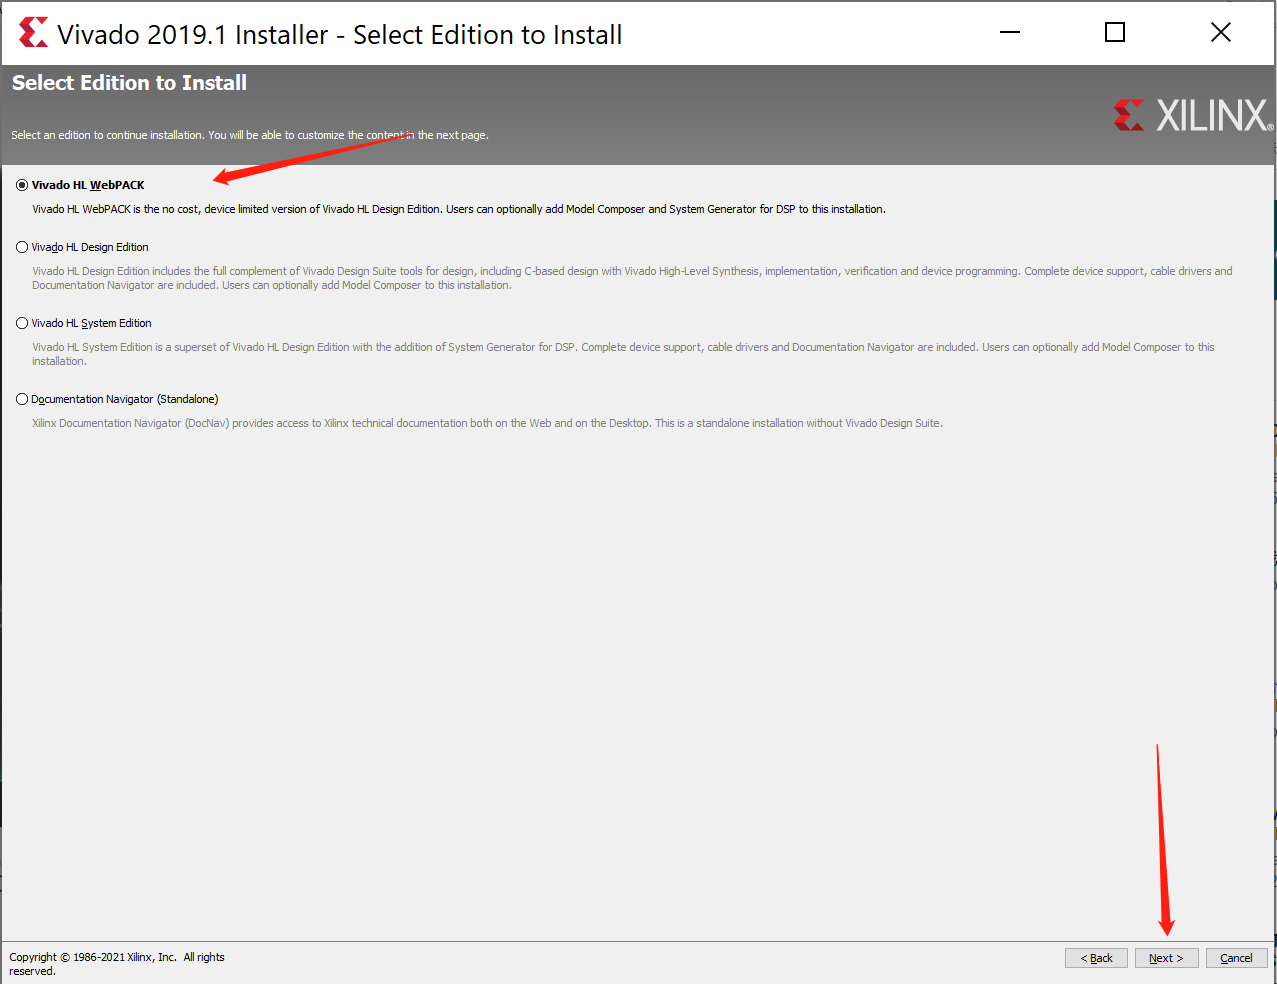 Vivado 2019.1 Installer - Select Edition to Install
Select Edition to Install
Select an edition to continue installation. You will be able to customize the content in the next page.
XILINX®
Vivado HL WebPACK
Vivado HL WebPACK is the no cost, device limited version of Vivado HL Design Edition. Users can optionally add Model Composer and System Generator for DSP to this installation.
Vivado HL Design Edition
Vivado HL Design Edition includes the full complement of Vivado Design Suite tools for design, including C-based design with Vivado High-Level Synthesis, implementation, verification and device programming. Complete device support, cable drivers and
Documentation Navigator are included. Users can optionally add Model Composer to this installation.
Vivado HL System Edition
Vivado HL System Edition is a superset of Vivado HL Design Edition with the addition of System Generator for DSP. Complete device support, cable drivers and Documentation Navigator are included. Users can optionally add Model Composer to this
installation.
Documentation Navigator (Standalone)
Xilinx Documentation Navigator (DocNav) provides access to Xilinx technical documentation both on the Web and on the Desktop. This is a standalone installation without Vivado Design Suite.
Copyright © 1986-2021 Xilinx, Inc. All rights
reserved.
< Back
Next >
Cancel